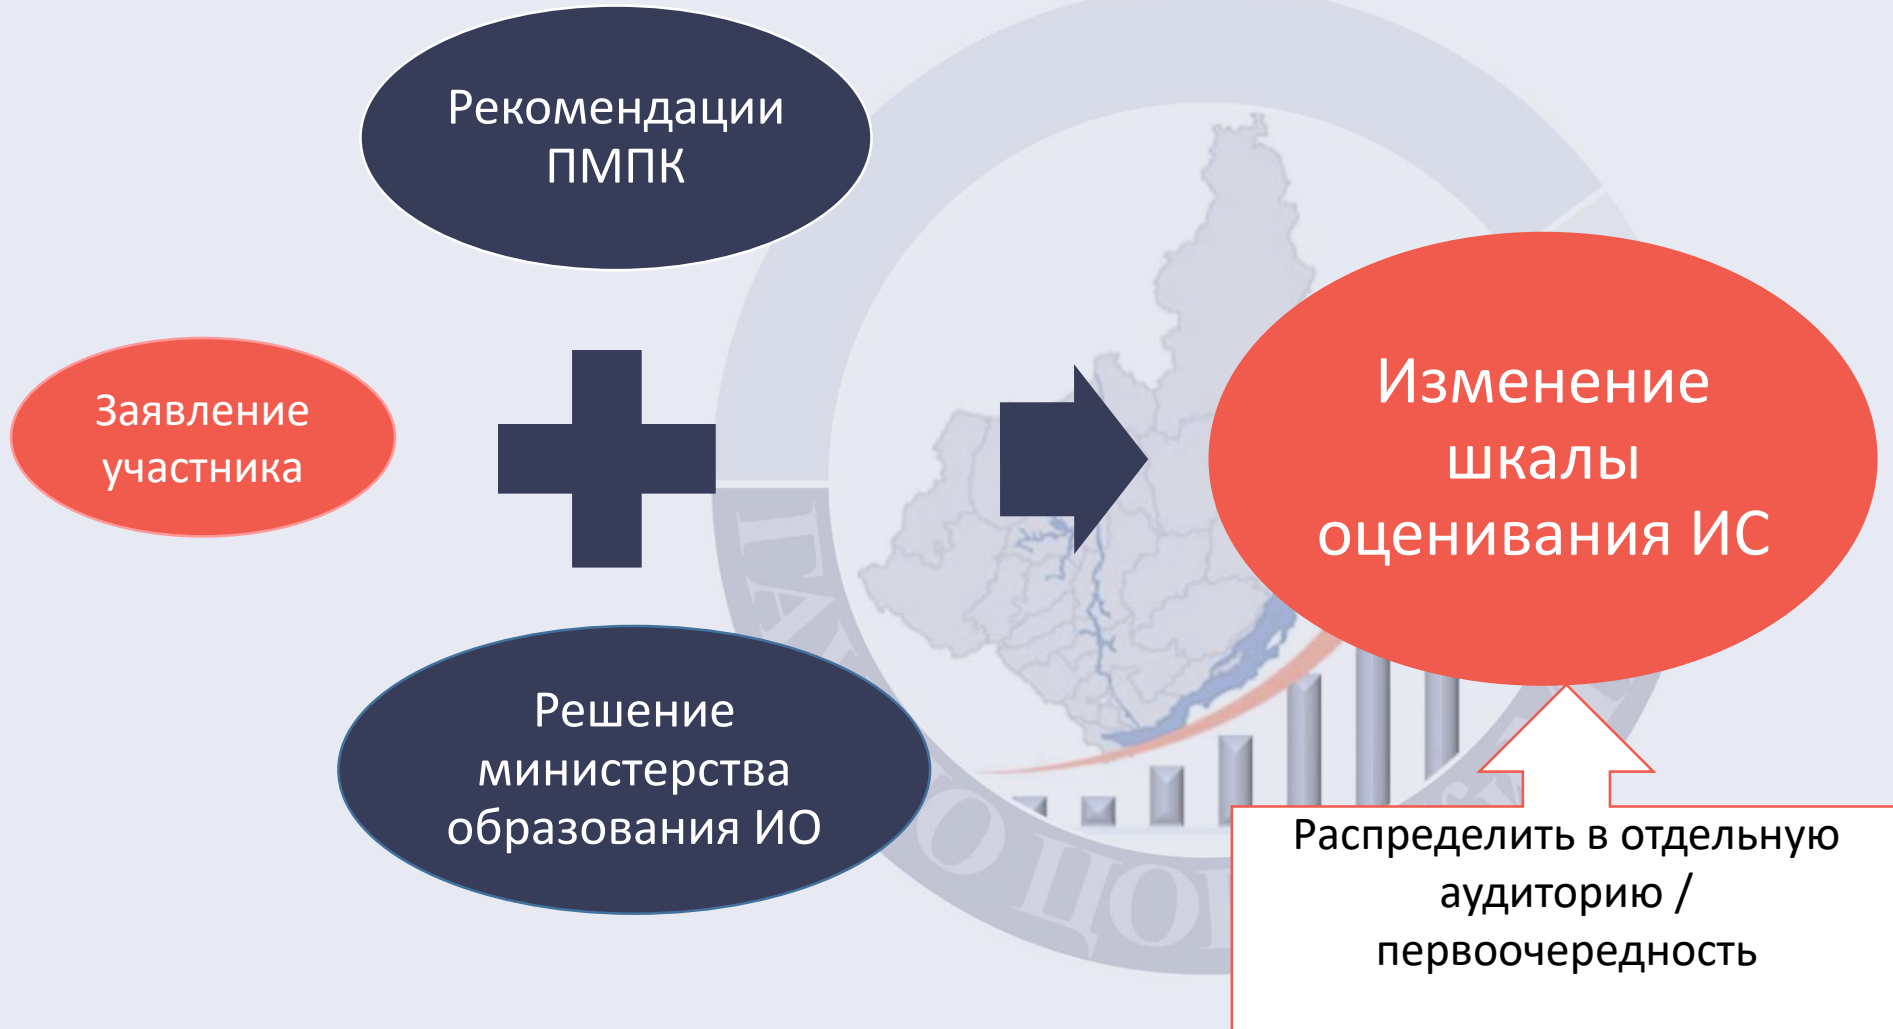 Рекомендации
ПМПК
Заявление
участника
Изменение
шкалы
оценивания ИС
Решение
министерства
образования ИО
Распределить в отдельную
аудиторию /
первоочередность